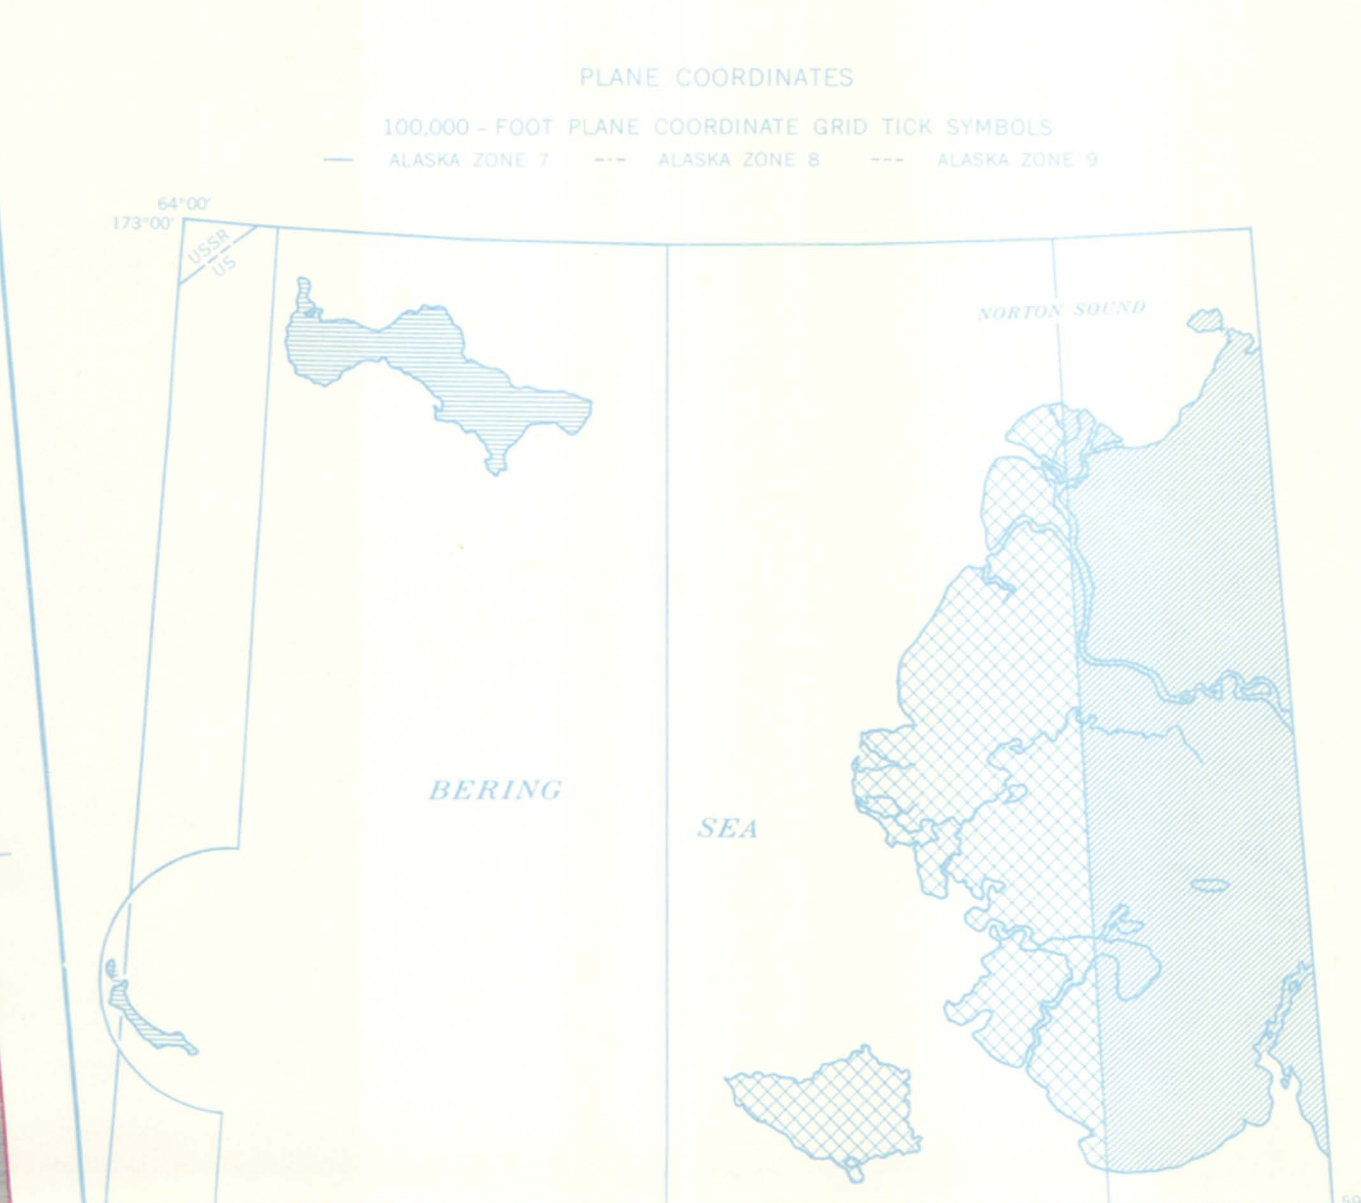 PLANE COORDINATES
100,000 - FOOT PLANE COORDINATE GRID TICK SYMBOLS
ALASKA ZONE 7 ALASKA ZONE 8 ALASKA ZONE 9
64°00'
173°00'
USSR
US
NORTON SOUND
BERING
SEA